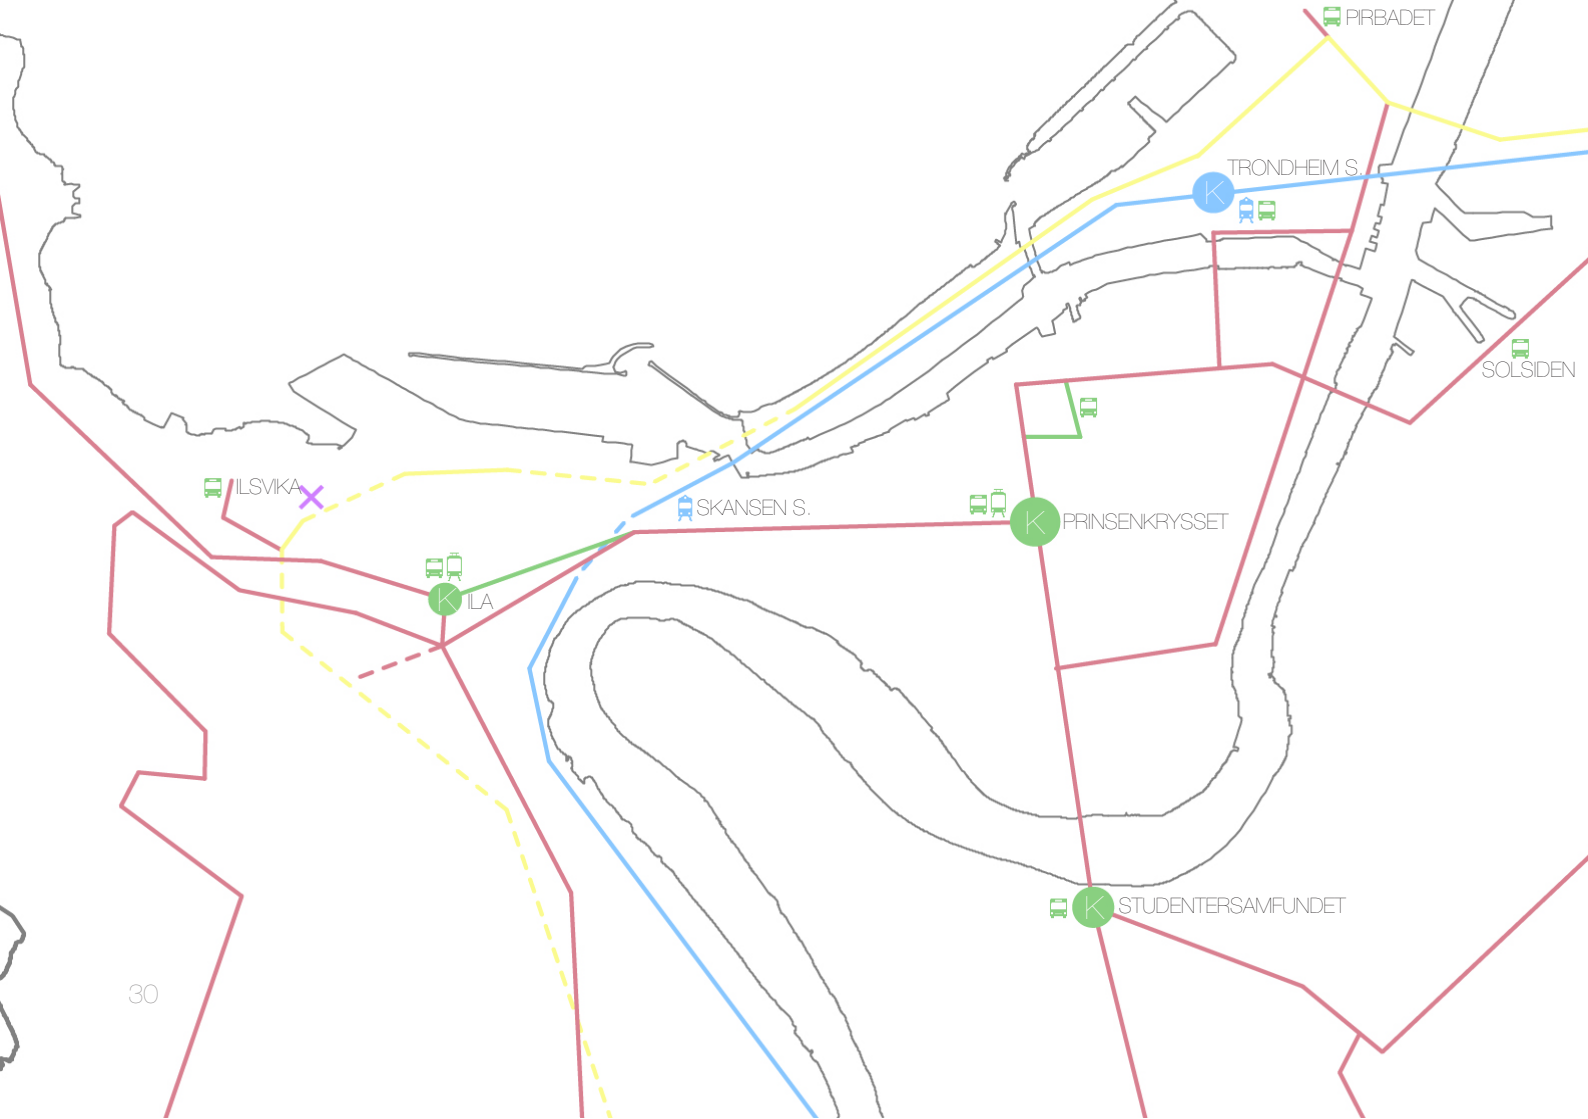 PIRBADET
TRONDHEIM S.
K
SOLSIDEN
ILSVIKA
SKANSEN S.
K
PRINSENKRYSSET
K
ILA
K
STUDENTERSAMFUNDET
30